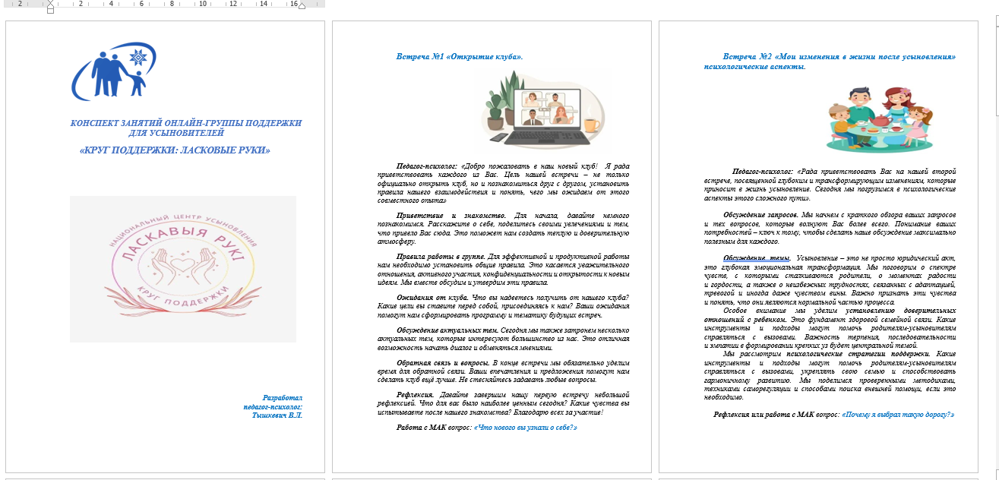 2 2 4 6 8 10 12 14 16
КОНСПЕКТ ЗАНЯТИЙ ОНЛАЙН-ГРУППЫ ПОДДЕРЖКИ
ДЛЯ УСЫНОВИТЕЛЕЙ
«КРУГ ПОДДЕРЖКИ: ЛАСКОВЫЕ РУКИ»
НАЦИОНАЛЬНЫЙ ЦЕНТР УСЫНОВЛЕНИЯ
ЛАСКАВЫЯ РУКІ
КРУГ ПОДДЕРЖКИ
Разработал
педагог-психолог:
Тышкевич В.Л.
Встреча №1 «Открытие клуба».
Педагог-психолог: «Добро пожаловать в наш новый клуб! Я рада
приветствовать каждого из Вас. Цель нашей встречи – не только
официально открыть клуб, но и познакомиться друг с другом, установить
правила нашего взаимодействия и понять, чего мы ожидаем от этого
совместного опыта»
Приветствие и знакомство. Для начала, давайте немного
познакомимся. Расскажите о себе, поделитесь своими увлечениями и тем,
что привело Вас сюда. Это поможет нам создать теплую и доверительную
атмосферу.
Правила работы в группе. Для эффективной и продуктивной работы
нам необходимо установить общие правила. Это касается уважительного
отношения, активного участия, конфиденциальности и открытости к новым
идеям. Мы вместе обсудим и утвердим эти правила.
Ожидания от клуба. Что вы надеетесь получить от нашего клуба?
Какие цели вы ставите перед собой, присоединяясь к нам? Ваши ожидания
помогут нам сформировать программу и тематику будущих встреч.
Обсуждение актуальных тем. Сегодня мы также затронем несколько
актуальных тем, которые интересуют большинство из нас. Это отличная
возможность начать диалог и обменяться мнениями.
Обратная связь и вопросы. В конце встречи мы обязательно уделим
время для обратной связи. Ваши впечатления и предложения помогут нам
сделать клуб ещё лучше. Не стесняйтесь задавать любые вопросы.
Рефлексия. Давайте завершим нашу первую встречу небольшой
рефлексией. Что для вас было наиболее ценным сегодня? Какие чувства вы
испытываете после нашего знакомства? Благодарю всех за участие!
Работа с МАК вопрос: «Что нового вы узнали о себе?»
Встреча №2 «Мои изменения в жизни после усыновления»
психологические аспекты.
Педагог-психолог: «Рада приветствовать Вас на нашей второй
встрече, посвященной глубоким и трансформирующим изменениям, которые
приносит в жизнь усыновление. Сегодня мы погрузимся в психологические
аспекты этого сложного пути».
Обсуждение запросов. Мы начнем с краткого обзора ваших запросов
и тех вопросов, которые волнуют Вас более всего. Понимание ваших
потребностей – ключ к тому, чтобы сделать наше обсуждение максимально
полезным для каждого.
Обсуждение темы. Усыновление – это не просто юридический акт,
это глубокая эмоциональная трансформация. Мы поговорим о спектре
чувств, с которыми сталкиваются родители, о моментах радости
и гордости, а также о неизбежных трудностях, связанных с адаптацией,
тревогой и иногда даже чувством вины. Важно признать эти чувства
и понять, что они являются нормальной частью процесса.
Особое внимание мы уделим установлению доверительных
отношений с ребенком. Это фундамент здоровой семейной связи. Какие
инструменты и подходы могут помочь родителям-усыновителям
справляться с вызовами. Важность терпения, последовательности
и эмпатии в формировании крепких уз будет центральной темой.
Мы рассмотрим психологические стратегии поддержки. Какие
инструменты и подходы могут помочь родителям-усыновителям
справляться с вызовами, укреплять свою семью и способствовать
гармоничному развитию. Мы поделимся проверенными методиками,
техниками саморегуляции и способами поиска внешней помощи, если это
необходимо.
Рефлексия или работа с МАК вопрос: «Почему я выбрал такую дорогу?»